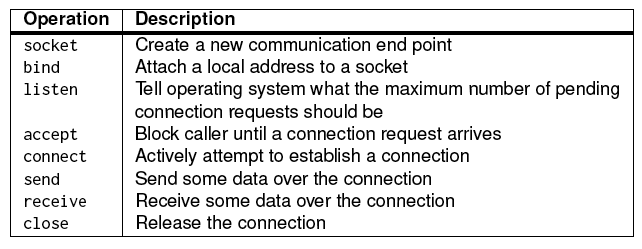 Operation Description
socket Create a new communication end point
bind Attach a local address to a socket
listen Tell operating system what the maximum number of pending
connection requests should be
accept Block caller until a connection request arrives
connect Actively attempt to establish a connection
send Send some data over the connection
receive Receive some data over the connection
close Release the connection